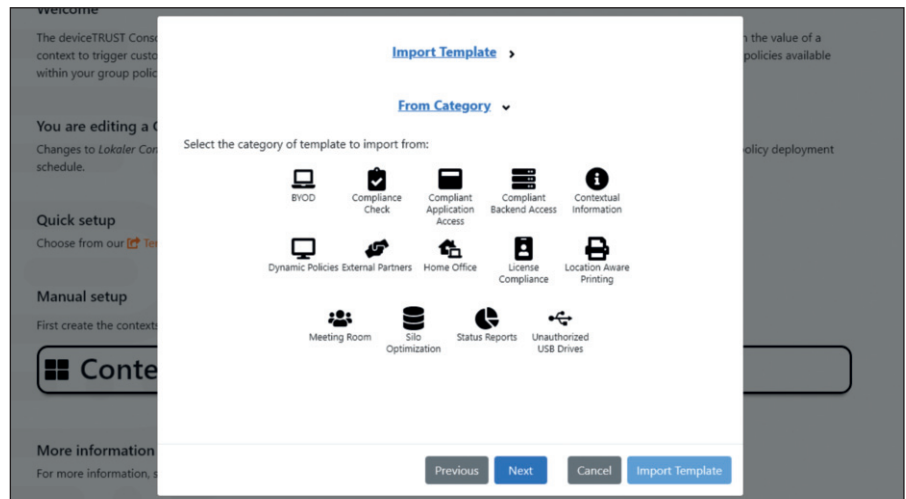 Welcome
The deviceTRUST Conso
n the value of a
context to trigger custo
policies available
within your group polic
You are editing a
Changes to Lokaler Con
olicy deployment
schedule.
Quick setup
Choose from our Te
Manual setup
First create the contexts
Conte
More information
For more information, s
Import Template
From Category
Select the category of template to import from:
BYOD
Compliance
Check
Compliant
Application
Access
Compliant
Backend Access
Contextual
Information
Dynamic Policies
External Partners
Home Office
License
Compliance
Location Aware
Printing
Meeting Room
Silo
Optimization
Status Reports
Unauthorized
USB Drives
Previous
Next
Cancel
Import Template